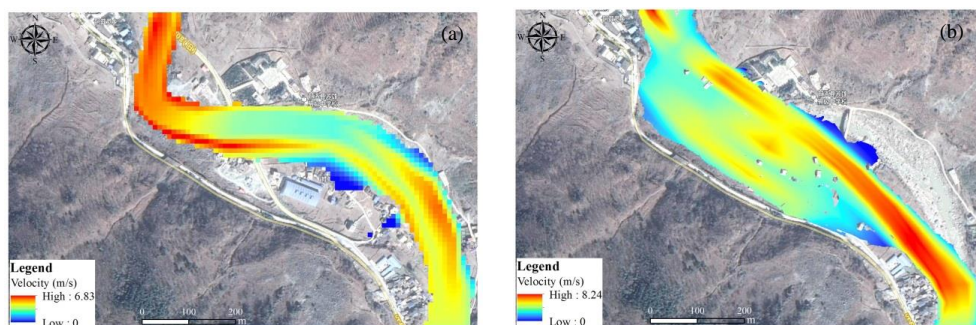 (a)
N
W E
S
Legend
Velocity (m/s)
High : 6.83
Low : 0
0 100 200
m
(b)
N
W E
S
Legend
Velocity (m/s)
High : 8.24
Low : 0
0 100 200
m